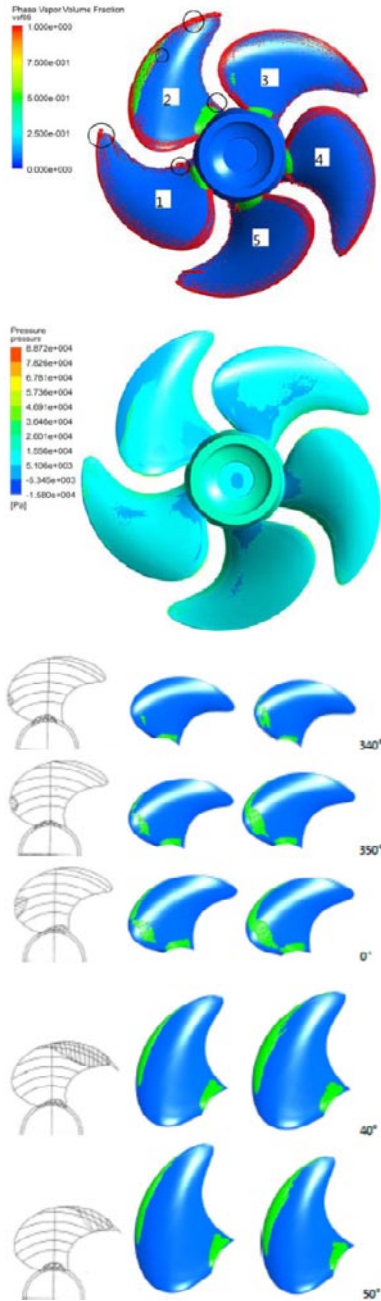 Phase Vapor.Volume Fraction
vof06
1.000e+000
7.500e-001
5.000e-001
2.500e-001
0.000e+000
2
3
1
4
5
Pressure
pressure
8.872e+004
7.826e+004
6.781e+004
5.736e+004
4.691e+004
3.646e+004
2.601e+004
1.556e+004
5.106e+003
-5.345e+003
-1.580e+004
[Pa]
340°
350°
0°
40°
50°